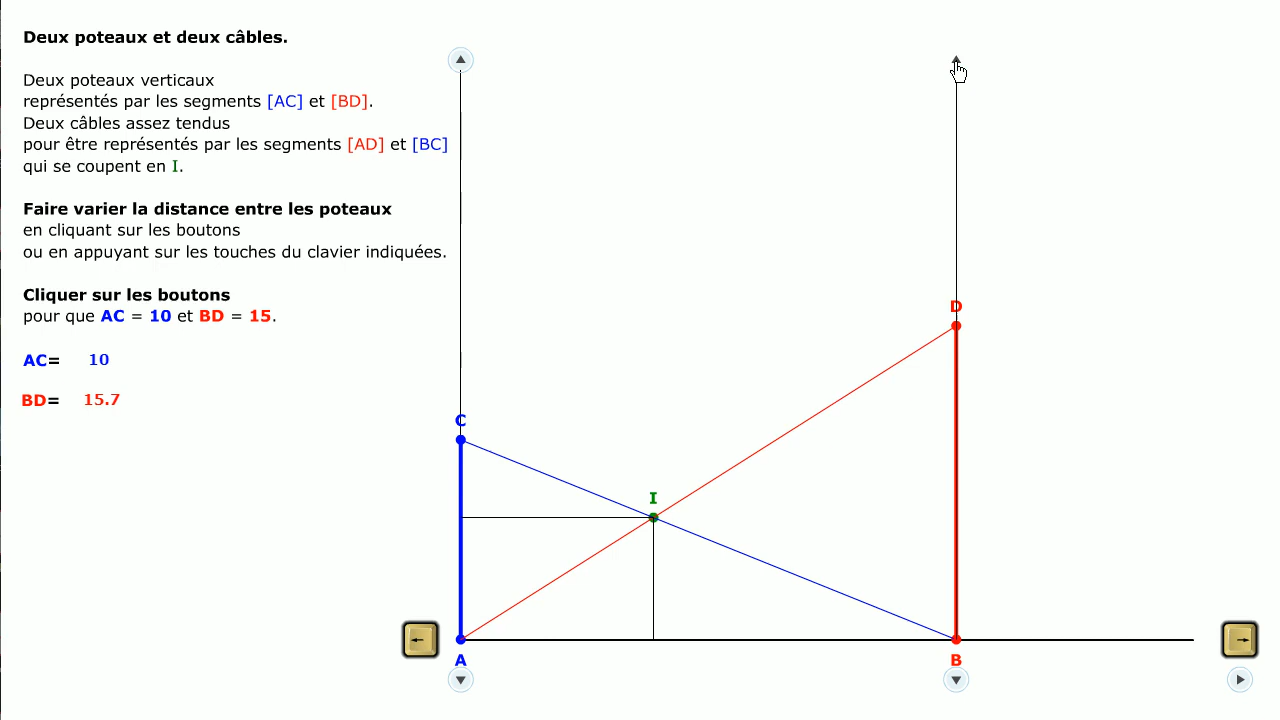 Deux poteaux et deux câbles.
Deux poteaux verticaux
représentés par les segments [AC] et [BD].
Deux câbles assez tendus
pour être représentés par les segments [AD] et [BC]
qui se coupent en I.
Faire varier la distance entre les poteaux
en cliquant sur les boutons
ou en appuyant sur les touches du clavier indiquées.
Cliquer sur les boutons
pour que AC = 10 et BD = 15.
AC= 10
BD= 15.7
D
C
I
A
B